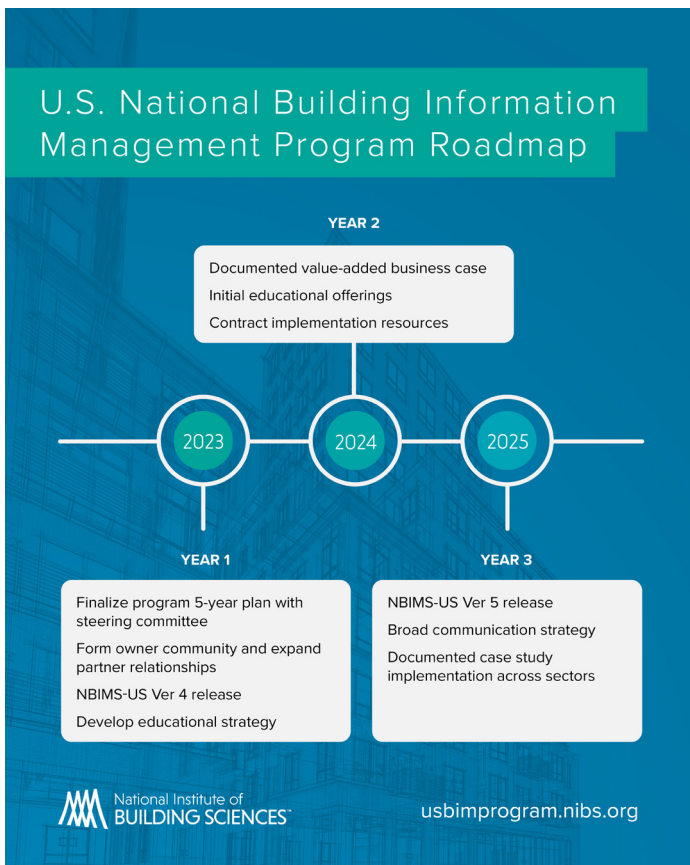 U.S. National Building Information
Management Program Roadmap
YEAR 2
Documented value-added business case
Initial educational offerings
Contract implementation resources
2023
2024
2025
YEAR 1
Finalize program 5-year plan with
steering committee
Form owner community and expand
partner relationships
NBIMS-US Ver 4 release
Develop educational strategy
YEAR 3
NBIMS-US Ver 5 release
Broad communication strategy
Documented case study
implementation across sectors
National Institute of
BUILDING SCIENCES™
usbimprogram.nibs.org